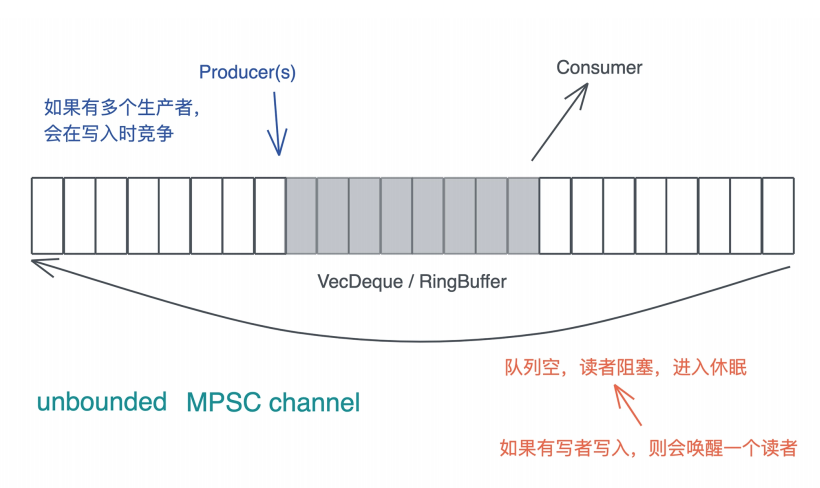 Producer(s)
Consumer
如果有多个生产者，
会在写入时竞争
VecDeque / RingBuffer
队列空，读者阻塞，进入休眠
unbounded MPSC channel
如果有写者写入，则会唤醒一个读者